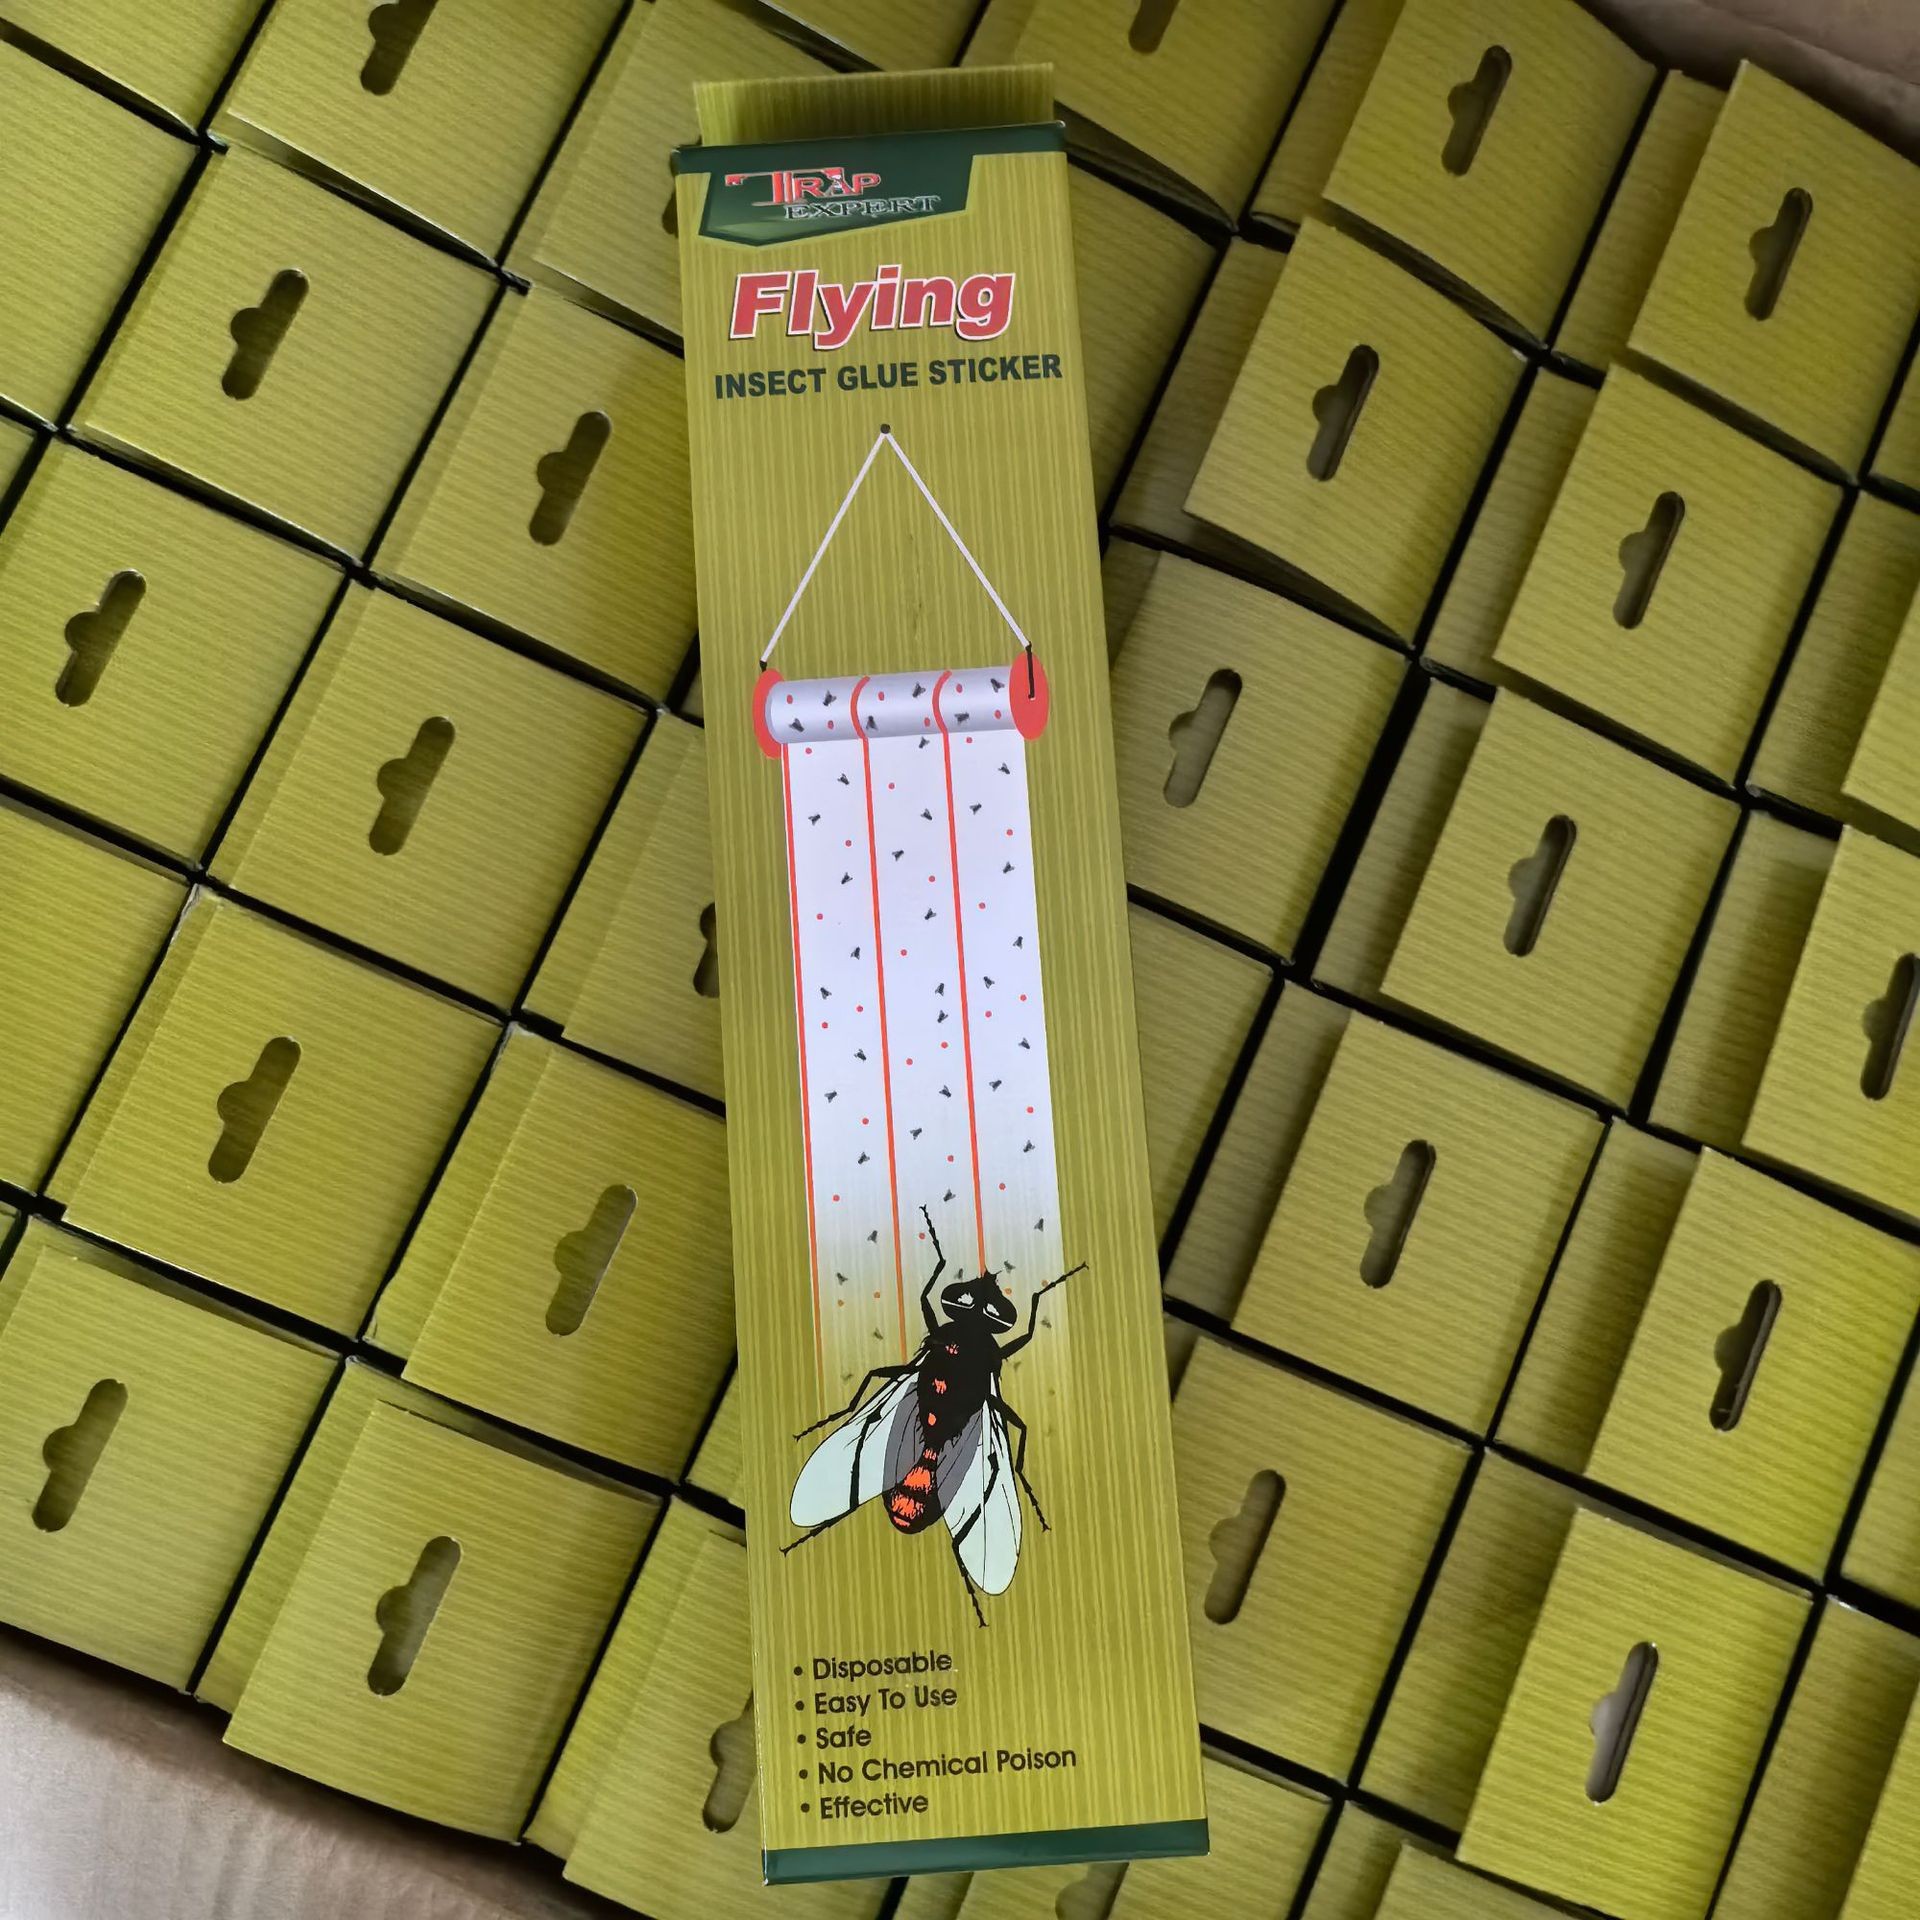 TRAP
EXPERT
Flying
INSECT GLUE STICKER
• Disposable
• Easy To Use
• Safe
• No Chemical Poison
• Effective